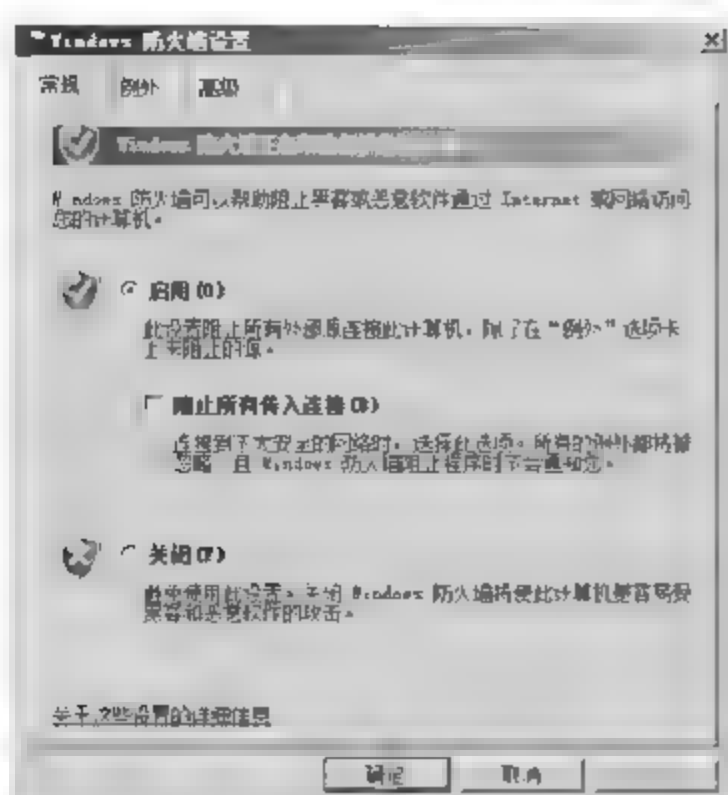 Windows 防火墙设置
常规 例外 高级
Windows 防火墙
Windows 防火墙可以帮助阻止黑客或恶意软件通过 Internet 或网络访问
您的计算机。
启用(O)
此设置阻止所有外部源连接此计算机，除了在“例外”选项卡
上未阻止的源。
阻止所有传入连接(B)
连接到不太安全的网络时，选择此选项。所有的例外都将被
忽略，且 Windows 防火墙阻止程序时不会通知您。
关闭(F)
避免使用此设置。关闭 Windows 防火墙将使此计算机更容易受
黑客和恶意软件的攻击。
关于这些设置的详细信息
确定 取消